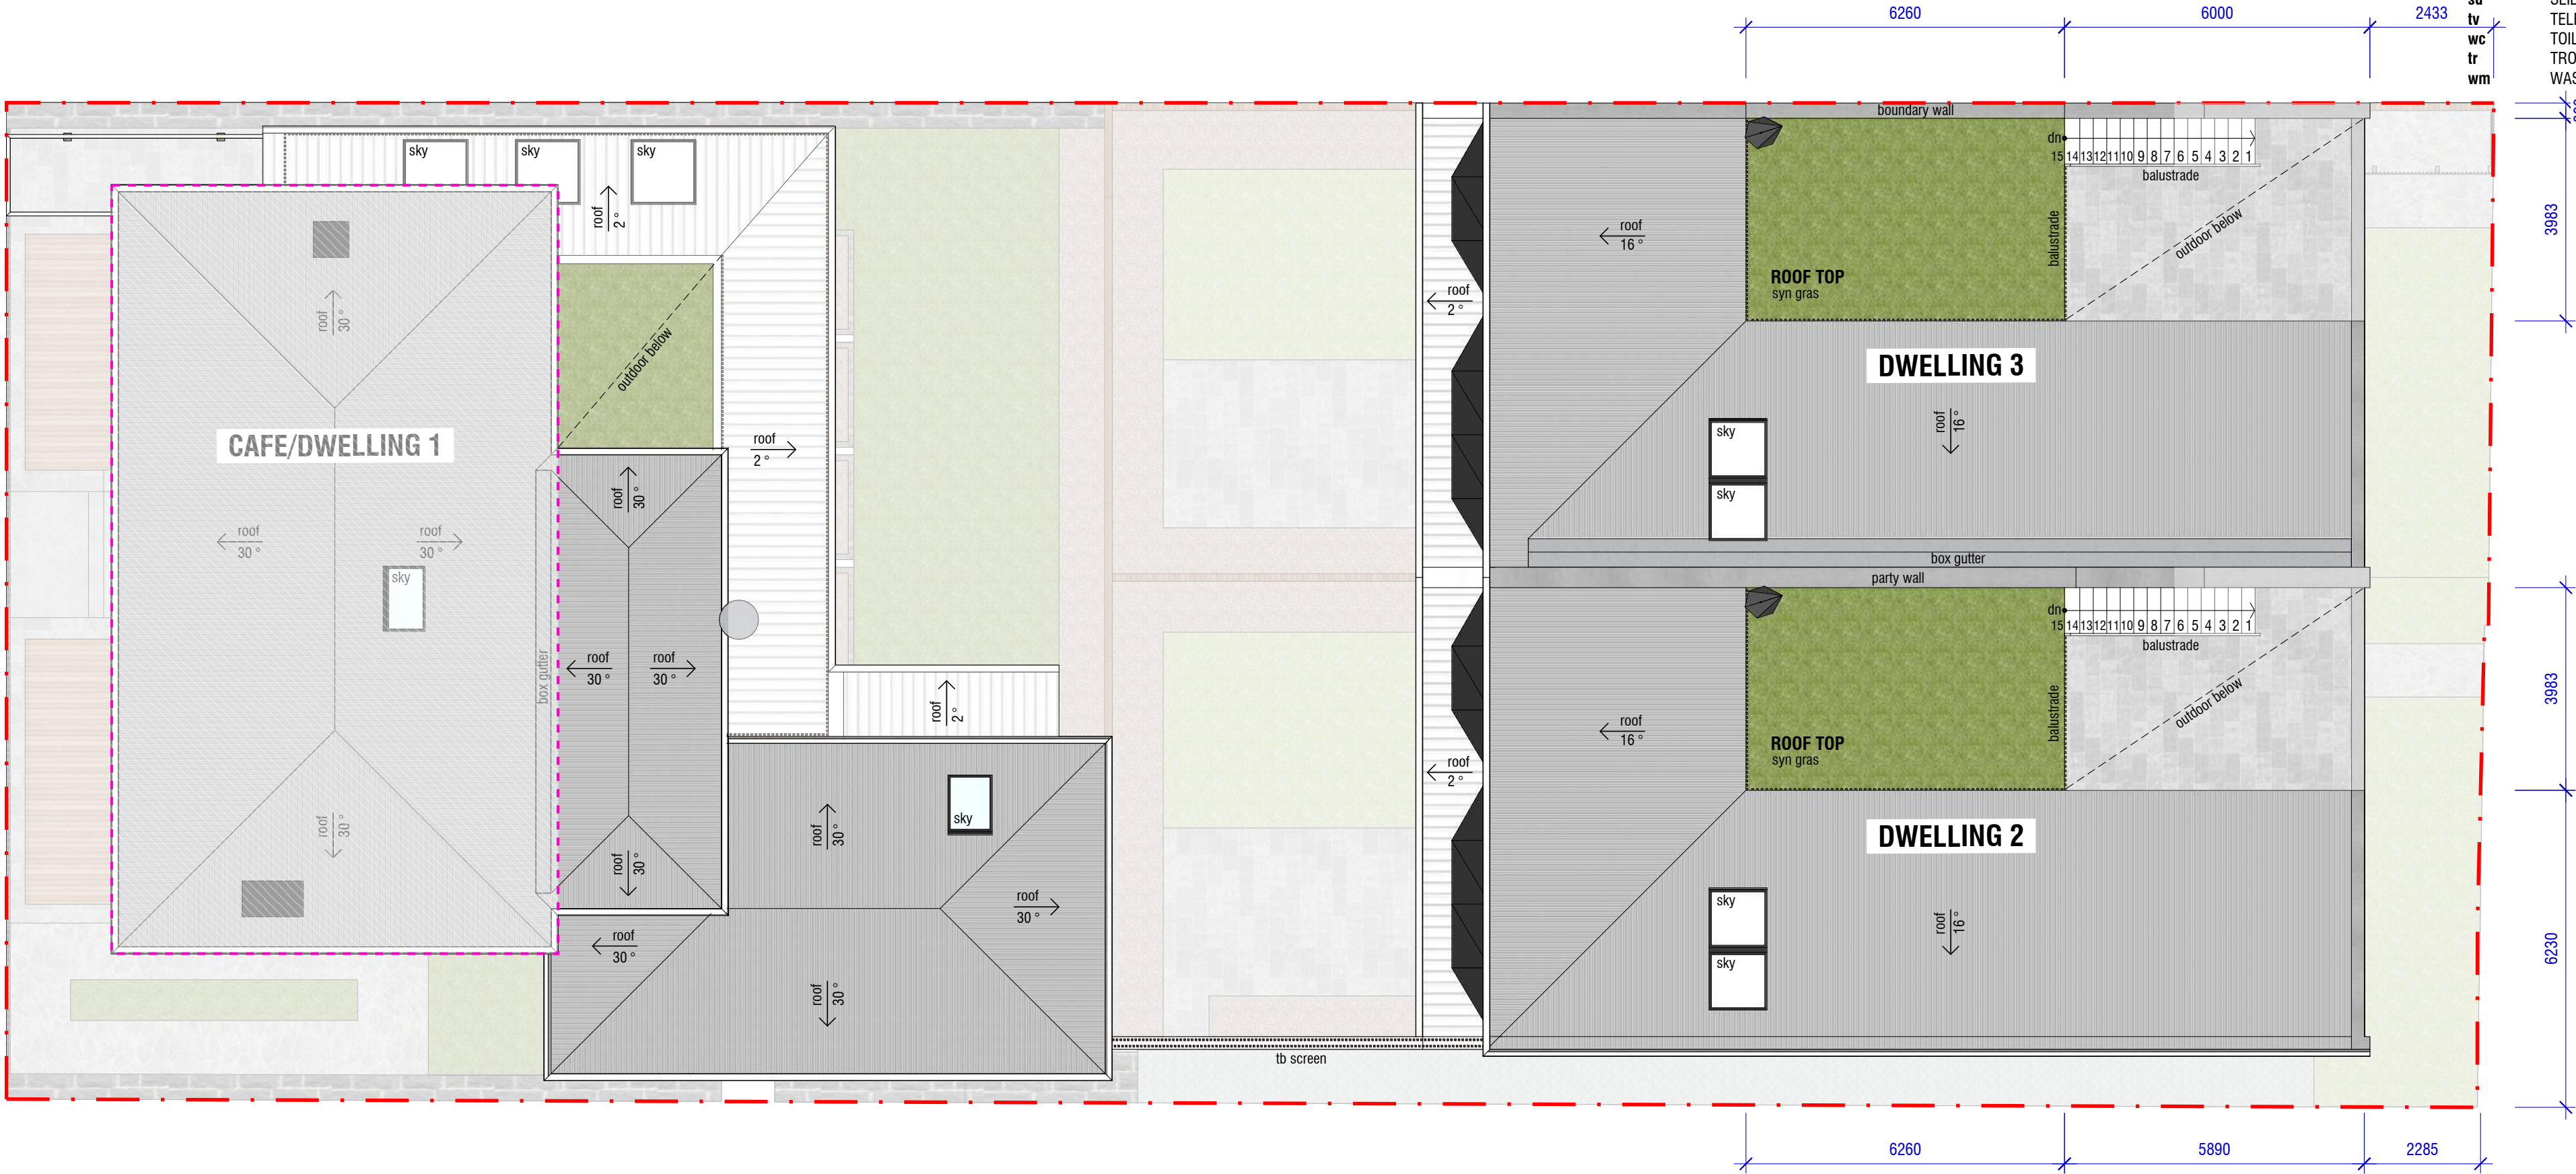 6260
6000
2433
tv
wc
tr
wm
boundary wall
sky
sky
sky
roof
2°
roof
30°
CAFE/DWELLING 1
roof
30°
roof
30°
sky
box gutter
roof
30°
outdoor below
roof
2°
roof
30°
roof
30°
roof
30°
roof
30°
roof
2°
roof
30°
sky
roof
30°
roof
30°
roof
30°
tb screen
roof
2°
roof
2°
roof
16°
ROOF TOP
syn gras
dn
15 14 13 12 11 10 9 8 7 6 5 4 3 2 1
balustrade
balustrade
outdoor below
DWELLING 3
sky
sky
roof
16°
box gutter
party wall
roof
16°
ROOF TOP
syn gras
dn
15 14 13 12 11 10 9 8 7 6 5 4 3 2 1
balustrade
balustrade
outdoor below
DWELLING 2
sky
sky
roof
16°
3983
3983
6230
6260
5890
2285